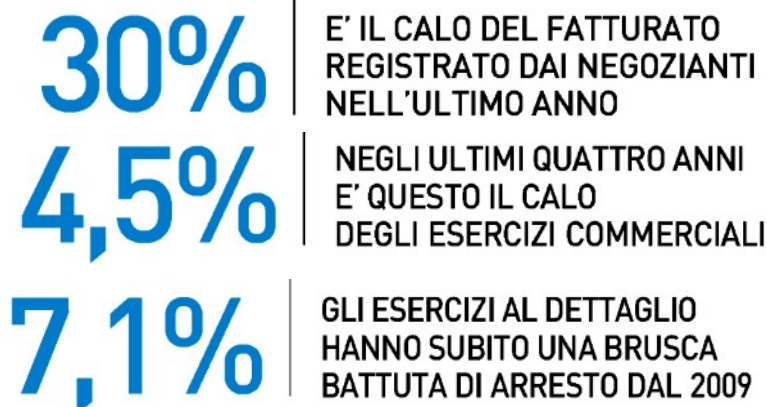 30%
E' IL CALO DEL FATTURATO
REGISTRATO DAI NEGOZIANTI
NELL'ULTIMO ANNO
4,5%
NEGLI ULTIMI QUATTRO ANNI
E' QUESTO IL CALO
DEGLI ESERCIZI COMMERCIALI
7,1%
GLI ESERCIZI AL DETTAGLIO
HANNO SUBITO UNA BRUSCA
BATTUTA DI ARRESTO DAL 2009